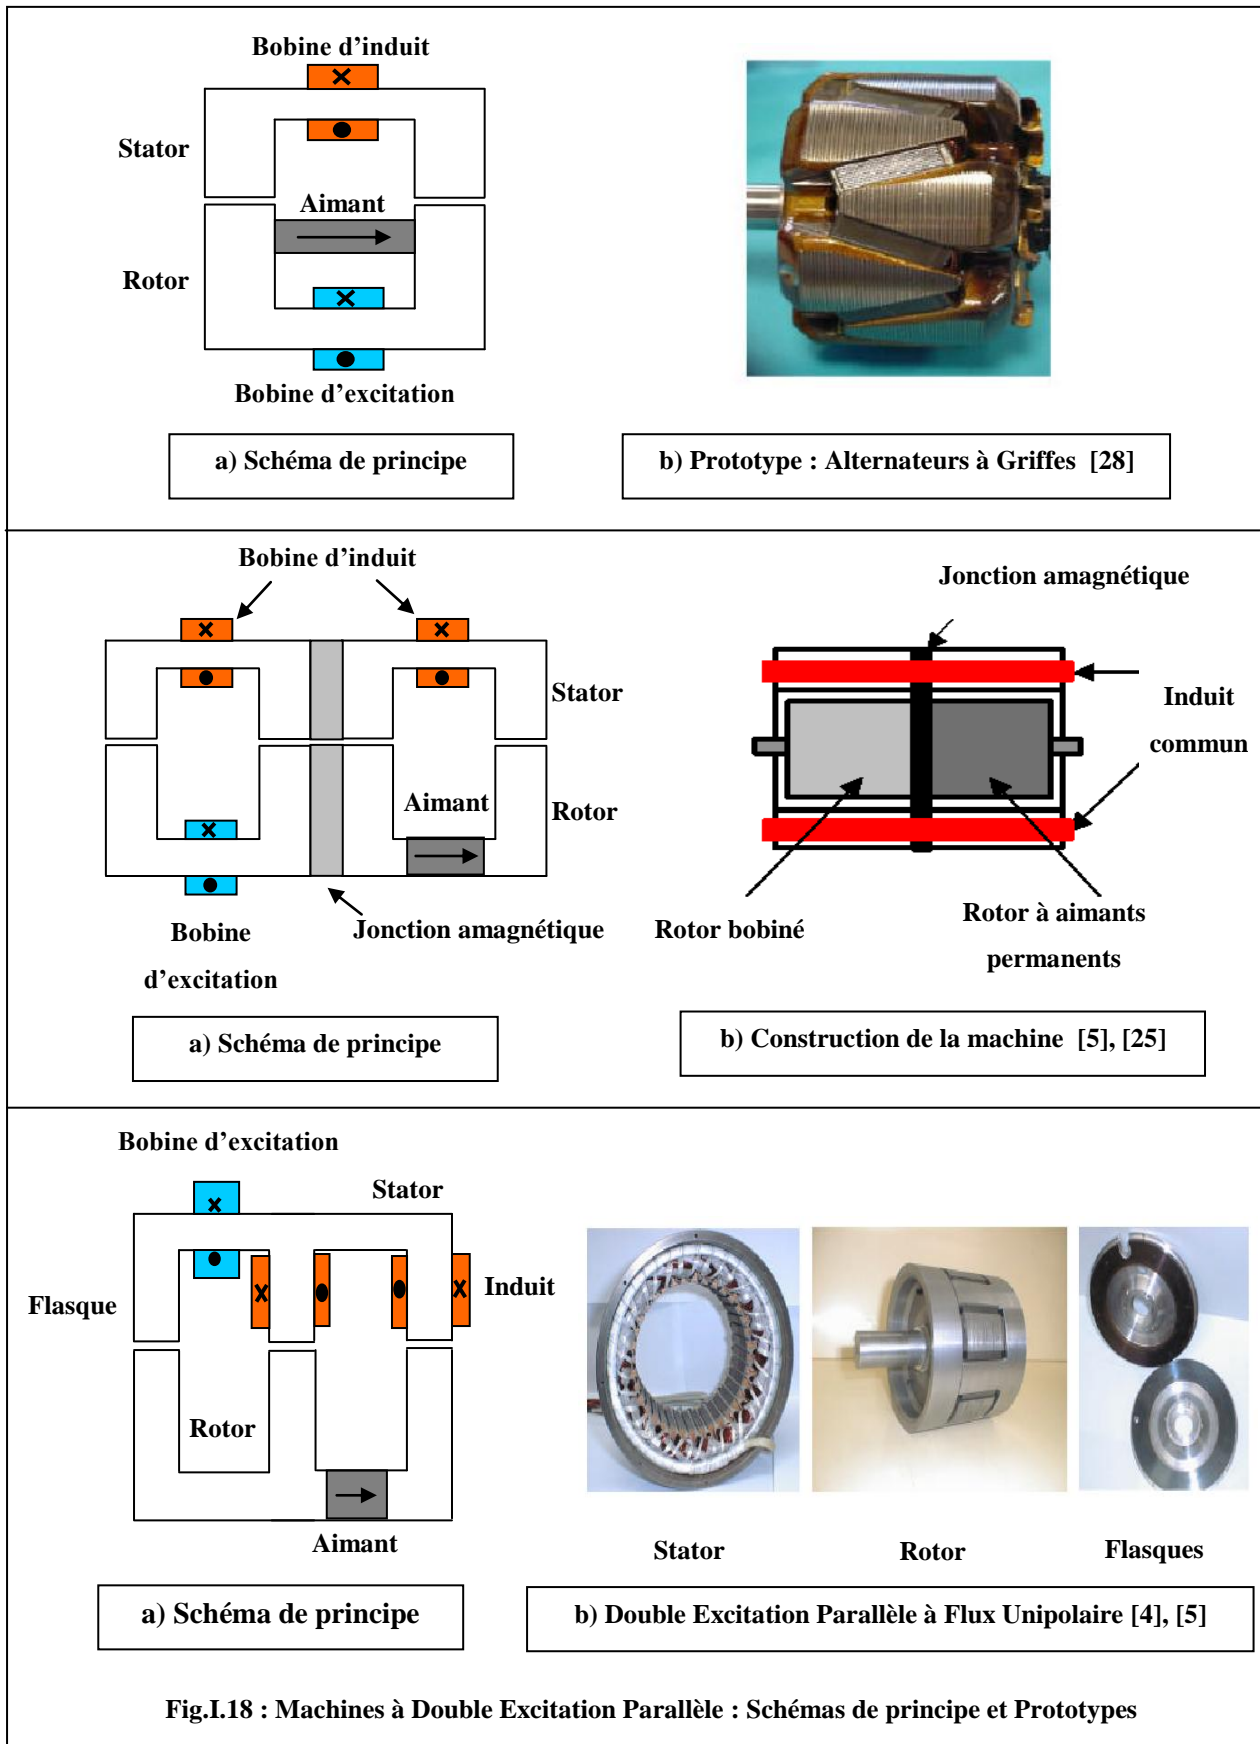 Bobine d’induit
Stator
Aimant
Rotor
Bobine d’excitation
a) Schéma de principe
b) Prototype : Alternateurs à Griffes [28]
Bobine d’induit
Stator
Aimant
Rotor
Jonction amagnétique
Bobine
d’excitation
a) Schéma de principe
Jonction amagnétique
Induit
commun
Rotor bobiné
Rotor à aimants
permanents
b) Construction de la machine [5], [25]
Bobine d’excitation
Stator
Flasque
Induit
Rotor
Aimant
a) Schéma de principe
Stator
Rotor
Flasques
b) Double Excitation Parallèle à Flux Unipolaire [4], [5]
Fig.I.18 : Machines à Double Excitation Parallèle : Schémas de principe et Prototypes